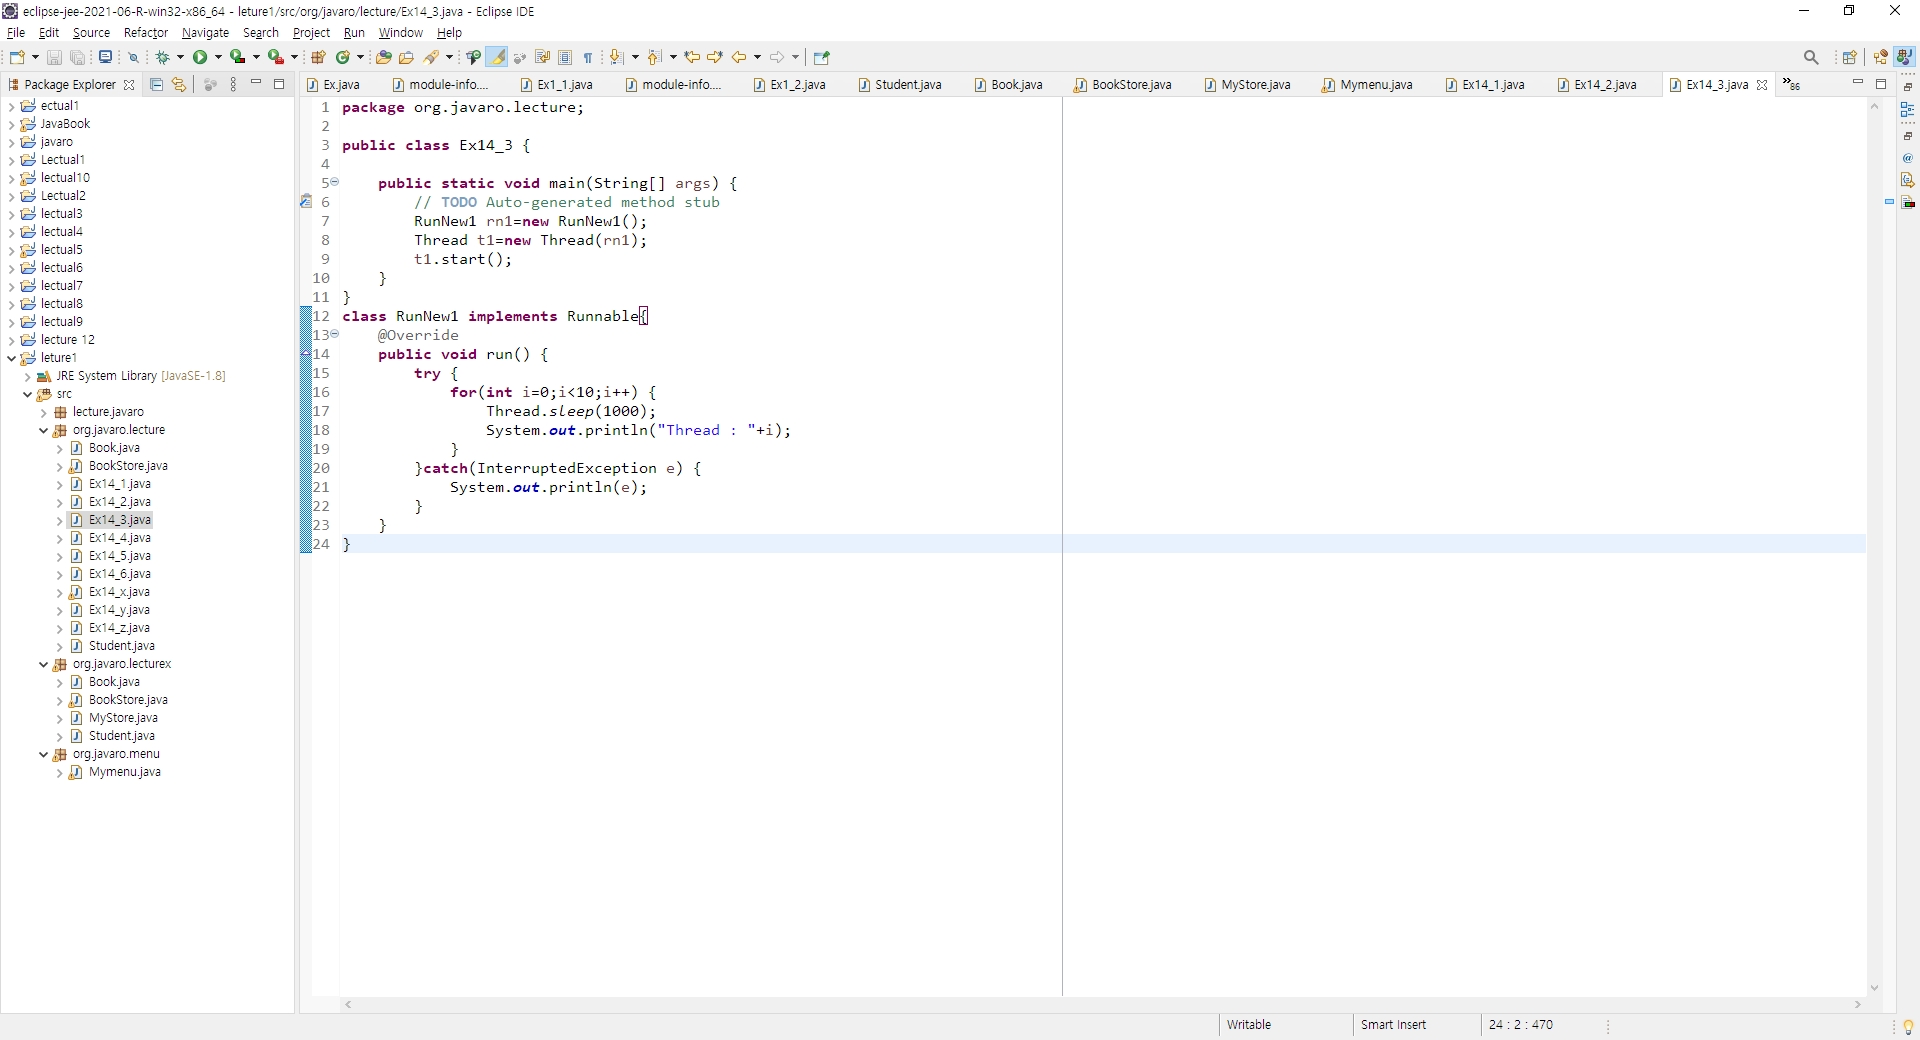 eclipse-jee-2021-06-R-win32-x86_64 - leture1/src/org/javaro/lecture/Ex14_3.java - Eclipse IDE
File Edit Source Refactor Navigate Search Project Run Window Help
Package Explorer
ectual1
JavaBook
javaro
Lectual1
lectual10
Lectual2
lectual3
lectual4
lectual5
lectual6
lectual7
lectual8
lectual9
lecture 12
leture1
JRE System Library [JavaSE-1.8]
src
lecture.javaro
org.javaro.lecture
Book.java
BookStore.java
Ex14_1.java
Ex14_2.java
Ex14_3.java
Ex14_4.java
Ex14_5.java
Ex14_6.java
Ex14_x.java
Ex14_y.java
Ex14_z.java
Student.java
org.javaro.lecturex
Book.java
BookStore.java
MyStore.java
Student.java
org.javaro.menu
Mymenu.java
Ex.java module-info.... Ex1_1.java module-info.... Ex1_2.java Student.java Book.java BookStore.java MyStore.java Mymenu.java Ex14_1.java Ex14_2.java Ex14_3.java »86
1 package org.javaro.lecture;
2
3 public class Ex14_3 {
4
5 public static void main(String[] args) {
6 // TODO Auto-generated method stub
7 RunNew1 rn1=new RunNew1();
8 Thread t1=new Thread(rn1);
9 t1.start();
10 }
11 }
12 class RunNew1 implements Runnable{
13 @Override
14 public void run() {
15 try {
16 for(int i=0;i<10;i++) {
17 Thread.sleep(1000);
18 System.out.println("Thread : "+i);
19 }
20 }catch(InterruptedException e) {
21 System.out.println(e);
22 }
23 }
24 }
Writable Smart Insert 24 : 2 : 470